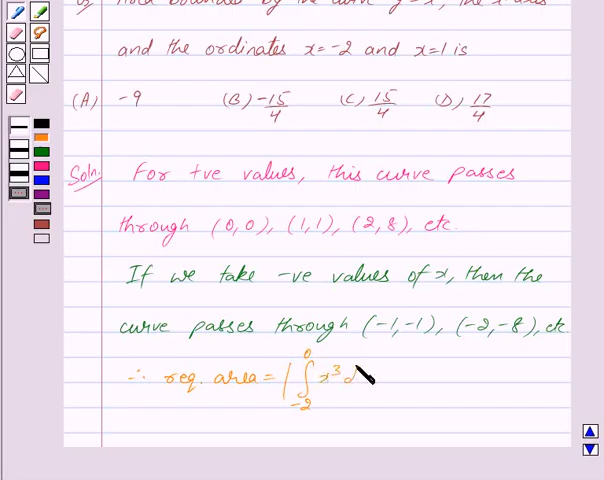 and the ordinates x=-2 and x=1 is
(A) -9 (B) -15/4 (C) 15/4 (D) 17/4
Soln. For +ve values, this curve passes
through (0,0), (1,1), (2,8), etc.
If we take -ve values of x, then the
curve passes through (-1,-1), (-2,-8), etc.
∴ req. area = |∫_{-2}^{0} x³ d